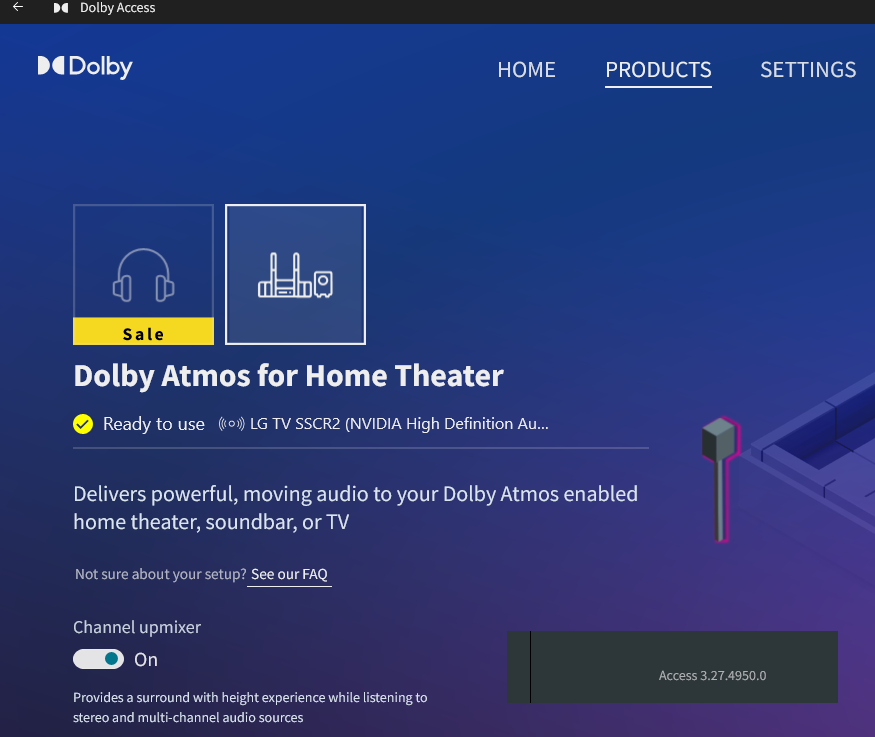 Dolby Access
Dolby
HOME PRODUCTS SETTINGS
Sale
Dolby Atmos for Home Theater
Ready to use LG TV SSCR2 (NVIDIA High Definition Au...
Delivers powerful, moving audio to your Dolby Atmos enabled
home theater, soundbar, or TV
Not sure about your setup? See our FAQ
Channel upmixer
On
Provides a surround with height experience while listening to
stereo and multi-channel audio sources
Access 3.27.4950.0